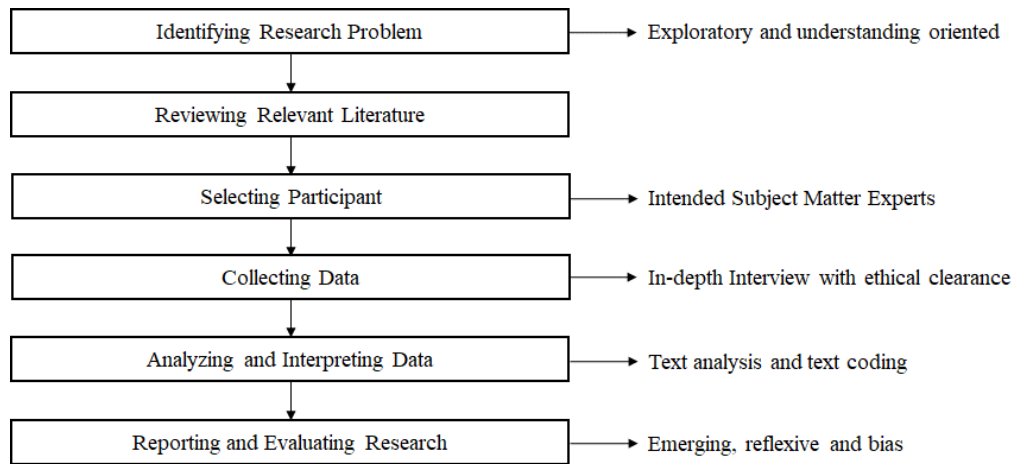 Identifying Research Problem
Exploratory and understanding oriented
Reviewing Relevant Literature
Selecting Participant
Intended Subject Matter Experts
Collecting Data
In-depth Interview with ethical clearance
Analyzing and Interpreting Data
Text analysis and text coding
Reporting and Evaluating Research
Emerging, reflexive and bias